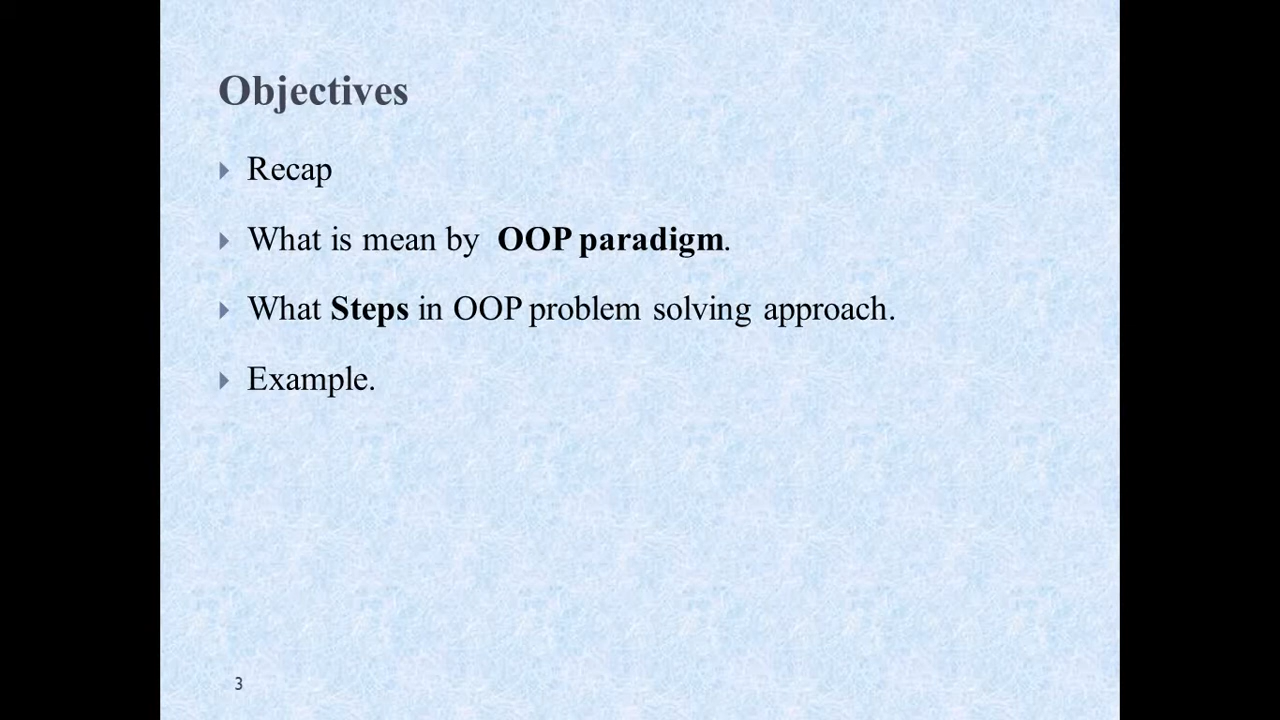 Objectives
Recap
What is mean by OOP paradigm.
What Steps in OOP problem solving approach.
Example.
3